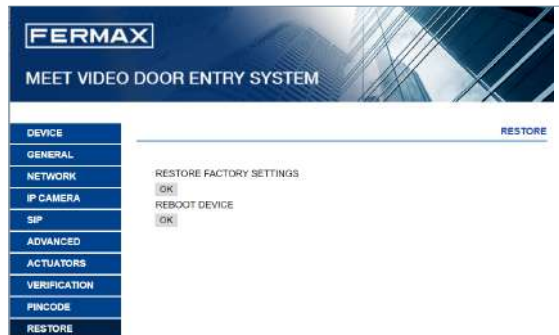 FERMAX
MEET VIDEO DOOR ENTRY SYSTEM
RESTORE
DEVICE
GENERAL
NETWORK
IP CAMERA
SIP
ADVANCED
ACTUATORS
VERIFICATION
PINCODE
RESTORE
RESTORE FACTORY SETTINGS
OK
REBOOT DEVICE
OK